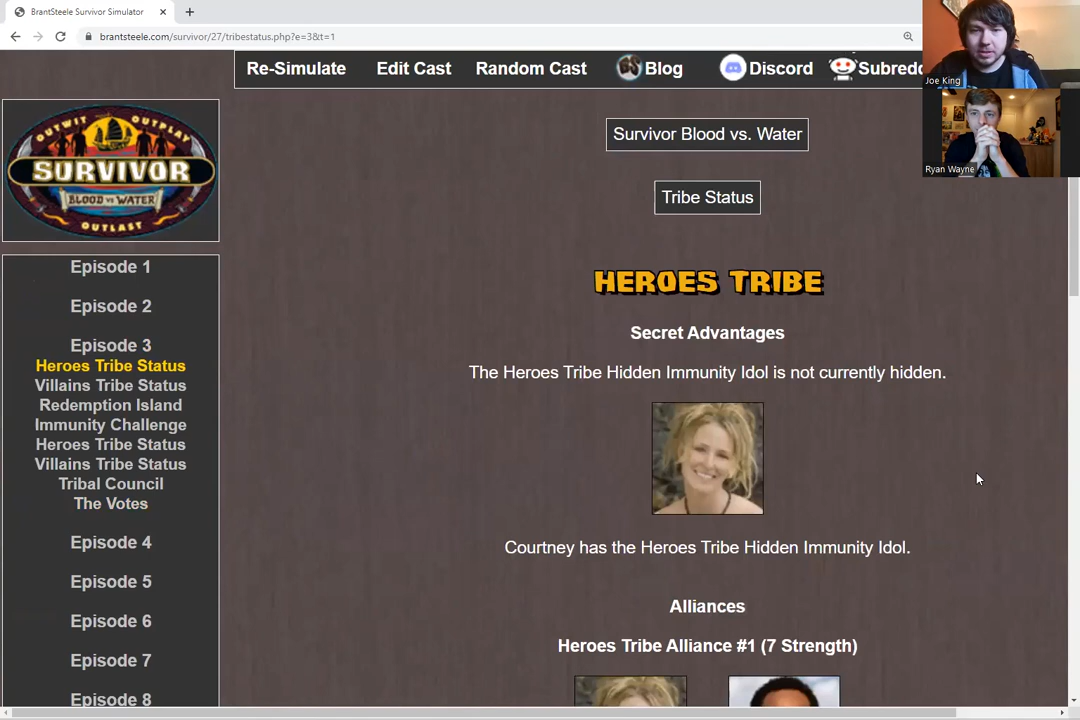 BrantSteele Survivor Simulator
brantsteele.com/survivor/27/tribestatus.php?e=3&t=1
Re-Simulate Edit Cast Random Cast Blog Discord Subredd
Joe King
Ryan Wayne
OUTWIT OUTPLAY
SURVIVOR
BLOOD vs WATER
OUTLAST
Survivor Blood vs. Water
Tribe Status
Episode 1
Episode 2
Episode 3
Heroes Tribe Status
Villains Tribe Status
Redemption Island
Immunity Challenge
Heroes Tribe Status
Villains Tribe Status
Tribal Council
The Votes
Episode 4
Episode 5
Episode 6
Episode 7
Episode 8
HEROES TRIBE
Secret Advantages
The Heroes Tribe Hidden Immunity Idol is not currently hidden.
Courtney has the Heroes Tribe Hidden Immunity Idol.
Alliances
Heroes Tribe Alliance #1 (7 Strength)